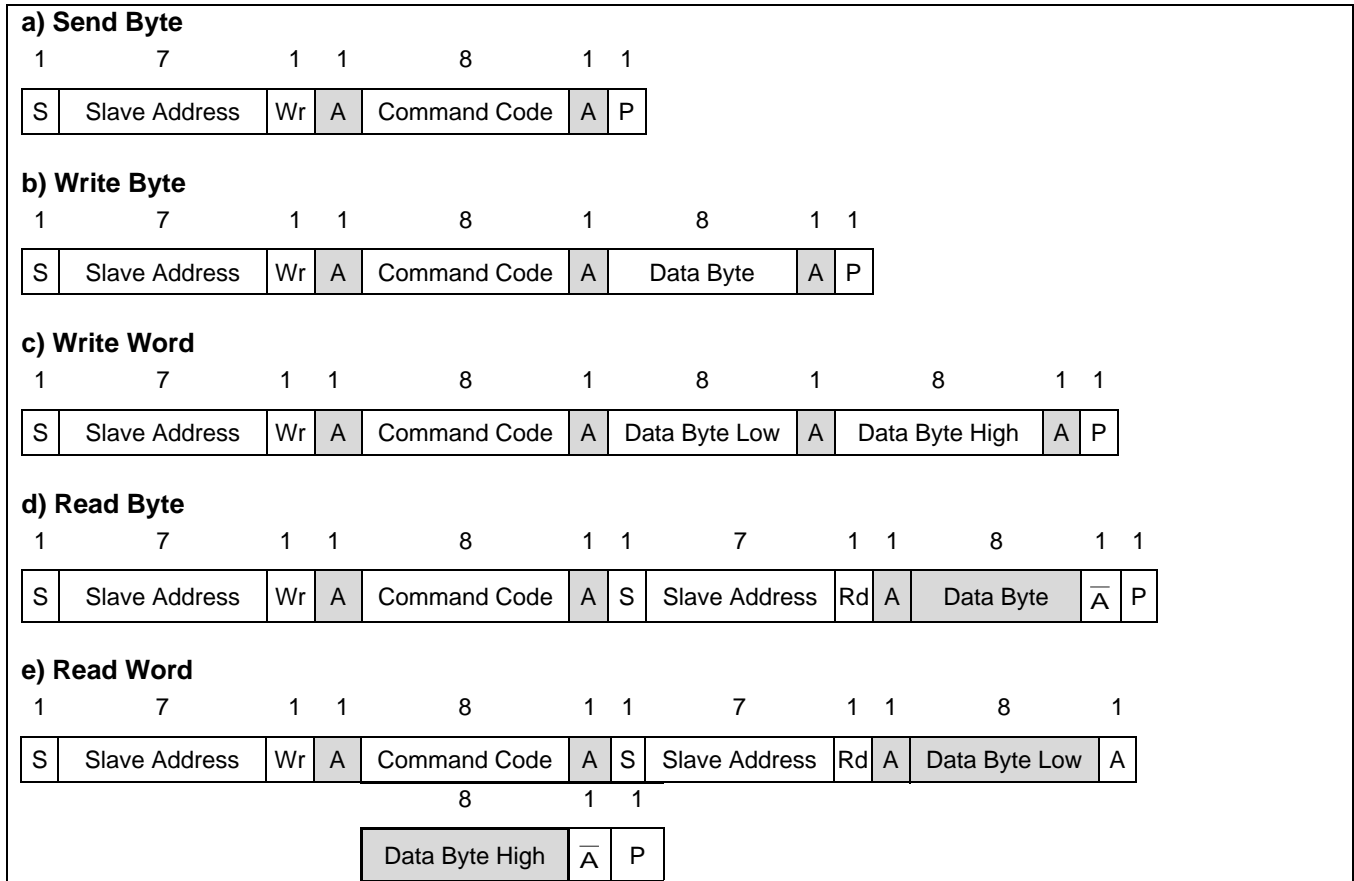 a) Send Byte
1 7 1 1 8 1 1
S Slave Address Wr A Command Code A P
b) Write Byte
1 7 1 1 8 1 8 1 1
S Slave Address Wr A Command Code A Data Byte A P
c) Write Word
1 7 1 1 8 1 8 1 8 1 1
S Slave Address Wr A Command Code A Data Byte Low A Data Byte High A P
d) Read Byte
1 7 1 1 8 1 1 7 1 1 8 1 1
S Slave Address Wr A Command Code A S Slave Address Rd A Data Byte A̅ P
e) Read Word
1 7 1 1 8 1 1 7 1 1 8 1
S Slave Address Wr A Command Code A S Slave Address Rd A Data Byte Low A
8 1 1
Data Byte High A̅ P